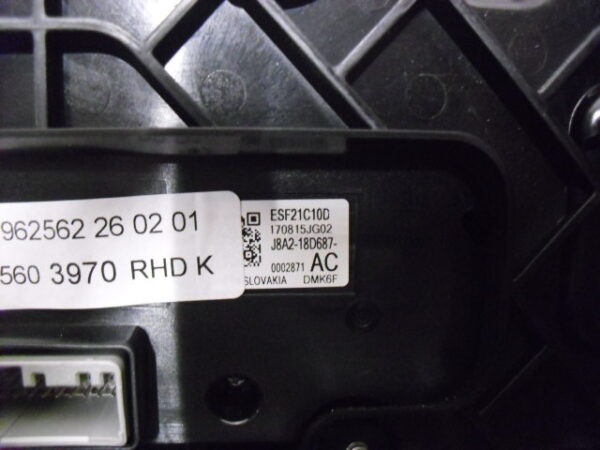 962562 26 02 01
560 3970 RHD K
ESF21C10D
170815JG02
J8A2-18D687-
0002871 AC
SLOVAKIA DMK6F